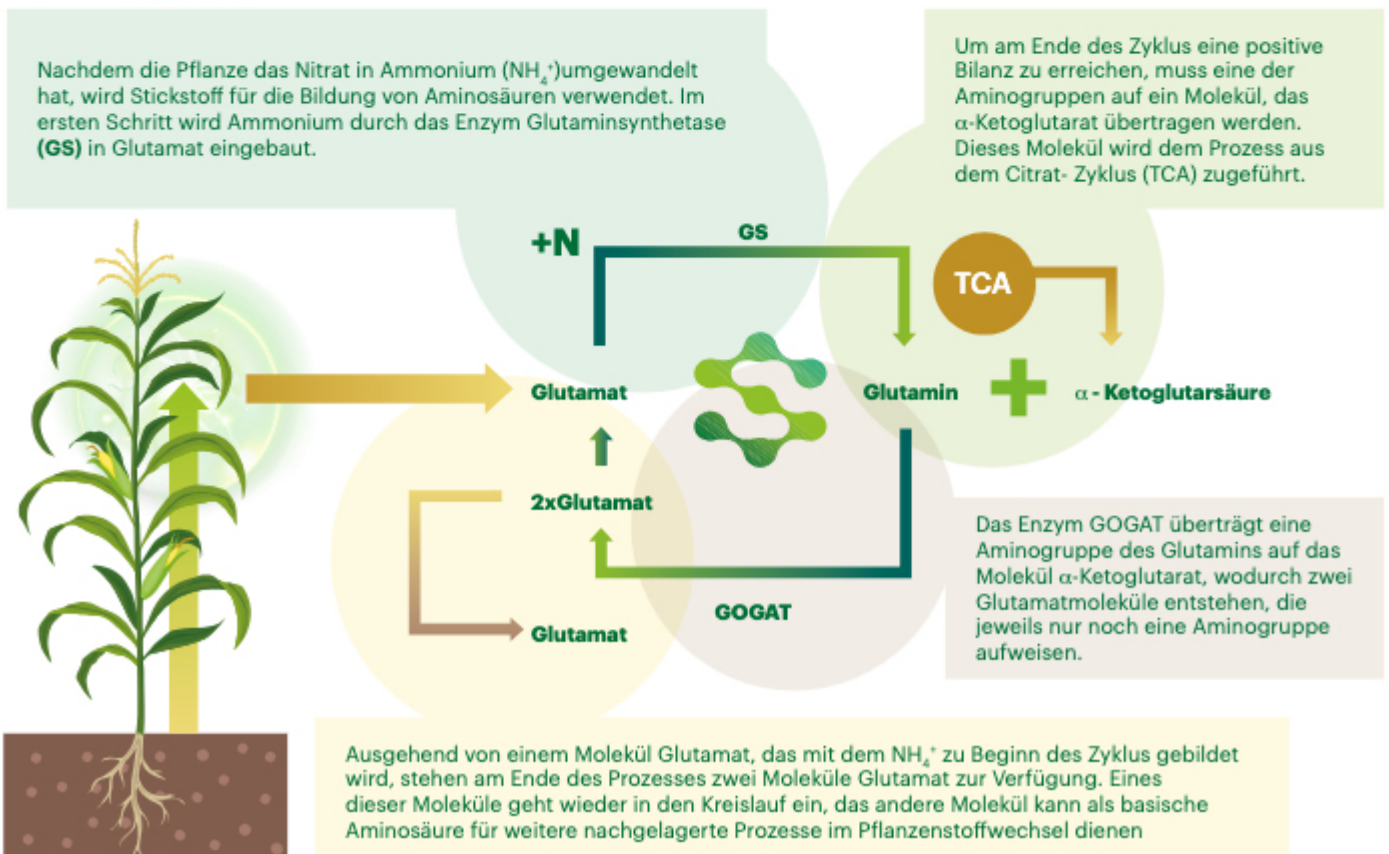 Nachdem die Pflanze das Nitrat in Ammonium (NH₄⁺)umgewandelt
hat, wird Stickstoff für die Bildung von Aminosäuren verwendet. Im
ersten Schritt wird Ammonium durch das Enzym Glutaminsynthetase
(GS) in Glutamat eingebaut.
Um am Ende des Zyklus eine positive
Bilanz zu erreichen, muss eine der
Aminogruppen auf ein Molekül, das
α-Ketoglutarat übertragen werden.
Dieses Molekül wird dem Prozess aus
dem Citrat- Zyklus (TCA) zugeführt.
+N
GS
TCA
Glutamat
Glutamin
α - Ketoglutarsäure
2xGlutamat
GOGAT
Glutamat
Das Enzym GOGAT überträgt eine
Aminogruppe des Glutamins auf das
Molekül α-Ketoglutarat, wodurch zwei
Glutamatmoleküle entstehen, die
jeweils nur noch eine Aminogruppe
aufweisen.
Ausgehend von einem Molekül Glutamat, das mit dem NH₄⁺ zu Beginn des Zyklus gebildet
wird, stehen am Ende des Prozesses zwei Moleküle Glutamat zur Verfügung. Eines
dieser Moleküle geht wieder in den Kreislauf ein, das andere Molekül kann als basische
Aminosäure für weitere nachgelagerte Prozesse im Pflanzenstoffwechsel dienen